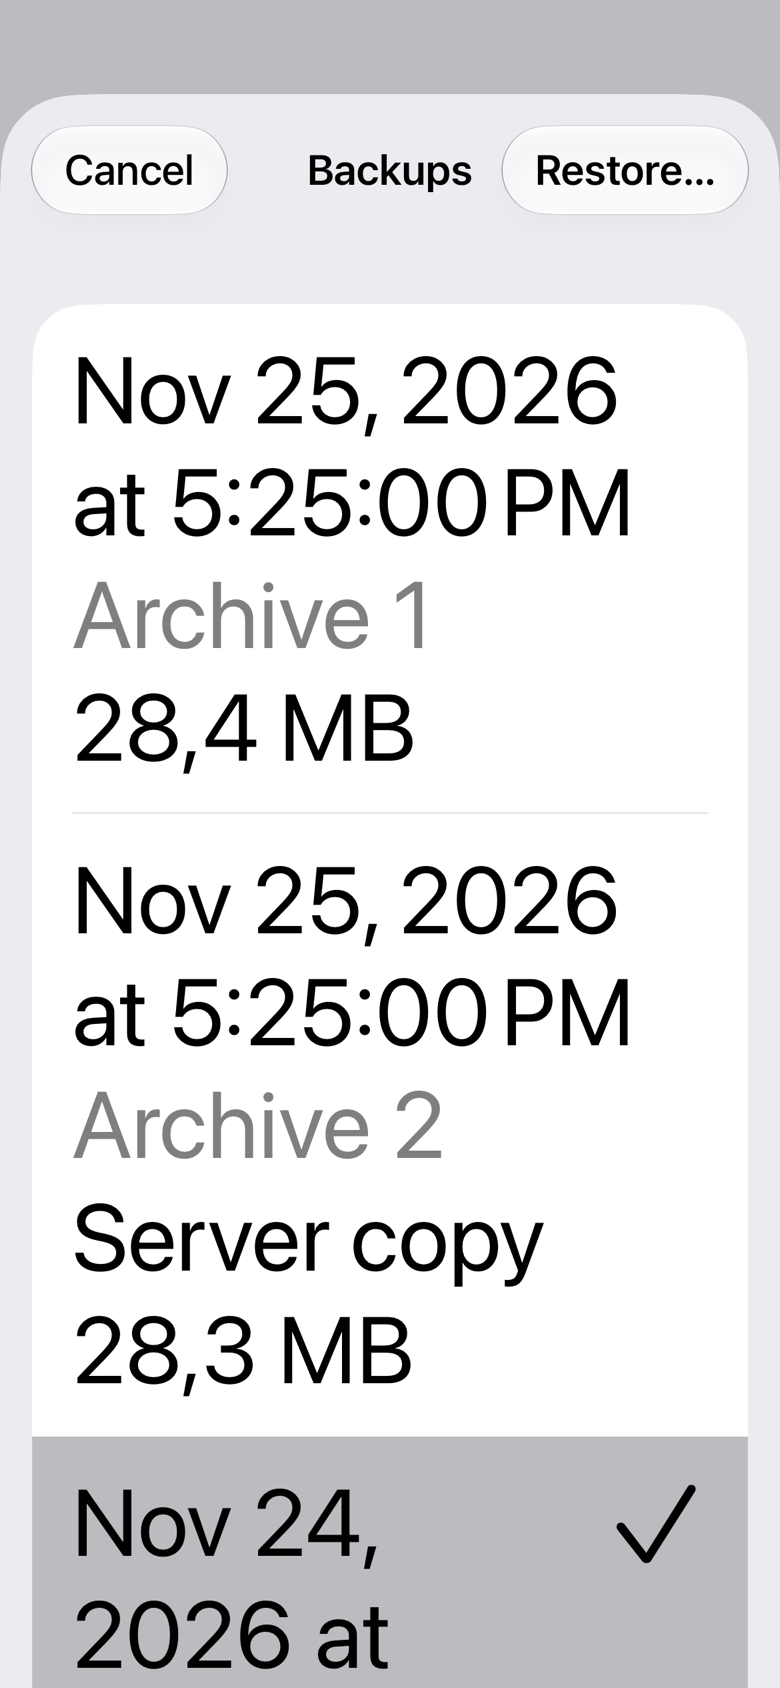 Cancel
Backups
Restore...
Nov 25, 2026
at 5:25:00 PM
Archive 1
28,4 MB
Nov 25, 2026
at 5:25:00 PM
Archive 2
Server copy
28,3 MB
Nov 24,
2026 at